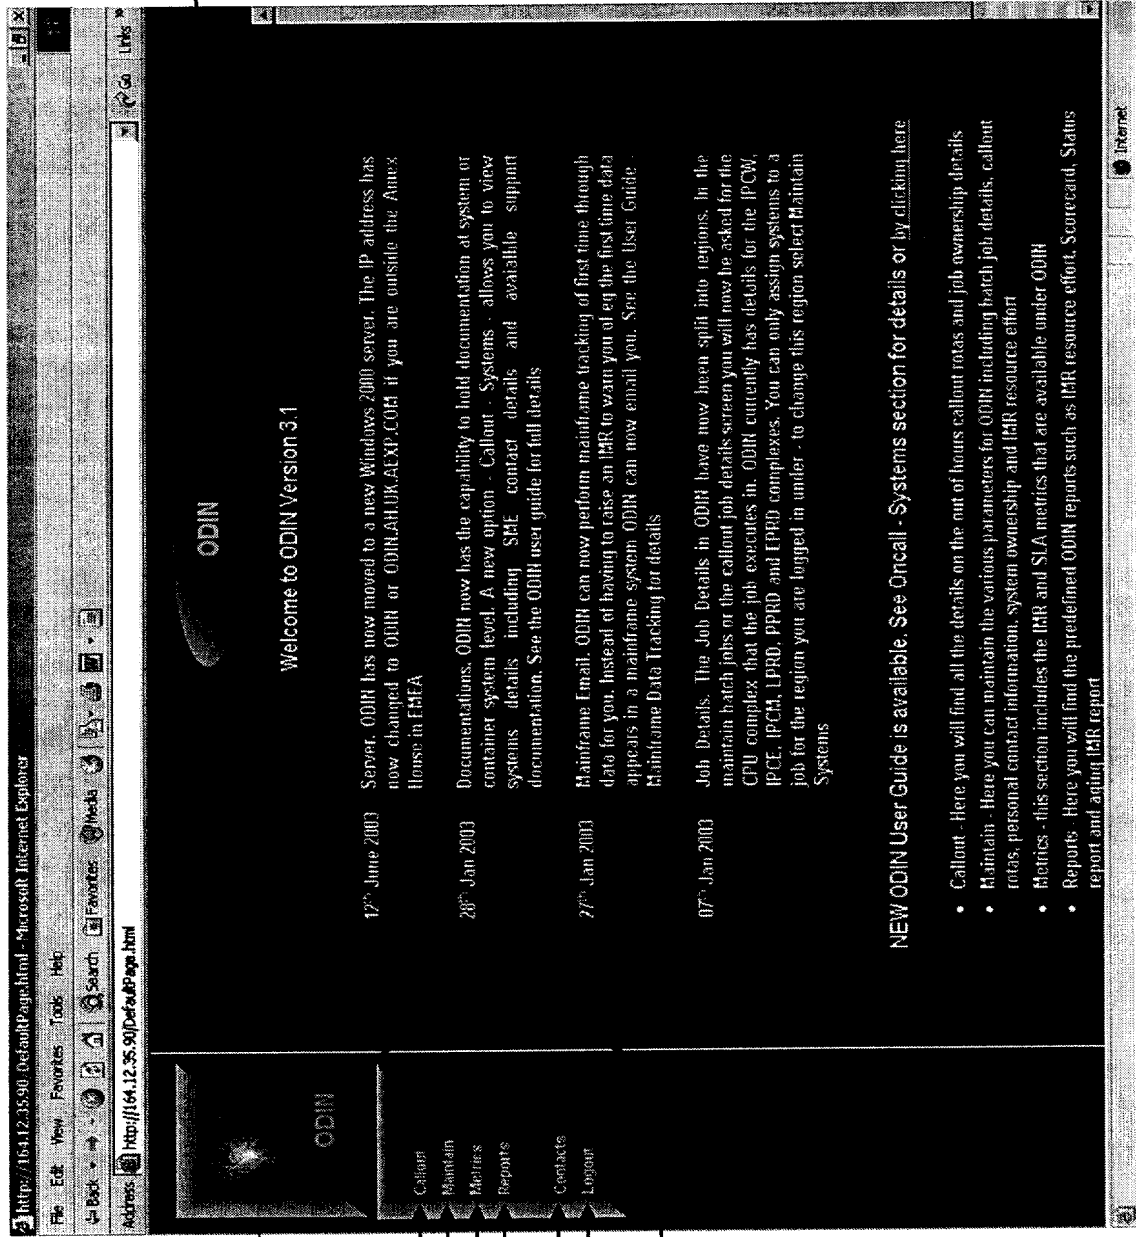 http://164.12.35.90/DefaultPage.html - Microsoft Internet Explorer
File Edit View Favorites Tools Help
Back Search Favorites Media
Address http://164.12.35.90/DefaultPage.html Go Links »
ODIN
Callout
Maintain
Metrics
Reports
Contacts
Logout
ODIN
Welcome to ODIN Version 3.1
12th June 2003 Server. ODIN has now moved to a new Windows 2000 server. The IP adress has
now changed to ODIN or ODIN.AH.UK.AEXP.COM if you are outside the Amex
House in EMEA
28th Jan 2003 Documentations. ODIN now has the capability to hold documentation at system or
container system level. A new option - Callout - Systems - allows you to view
systems details including SME contact details and avaialble support
documentation. See the ODIN user guide for full details
27th Jan 2003 Mainframe Email. ODIN can now perform mainframe tracking of first time through
data for you. Instead of having to raise an IMR to warn you of eg the first time data
appears in a mainframe system ODIN can now email you. See the User Guide -
Mainframe Data Tracking for details
07th Jan 2003 Job Details. The Job Details in ODIN have now been split into regions. In the
maintain batch jobs or the callout job details screen you will now be asked for the
CPU complex that the job executes in. ODIN currently has details for the IPCW,
IPCE, IPCM, LPRD, PPRD and EPRD complexes. You can only assign systems to a
job for the region you are logged in under - to change this region select Maintain
Systems
NEW ODIN User Guide is available. See Oncall - Systems section for details or by clicking here
• Callout - Here you will find all the details on the out of hours callout rotas and job ownership details
• Maintain - Here you can maintain the various parameters for ODIN including batch job details, callout
rotas, personal contact information, system ownership and IMR resource effort
• Metrics - this section includes the IMR and SLA metrics that are available under ODIN
• Reports - Here you will find the predefined ODIN reports such as IMR resource effort, Scorecard, Status
report and aging IMR report
Internet